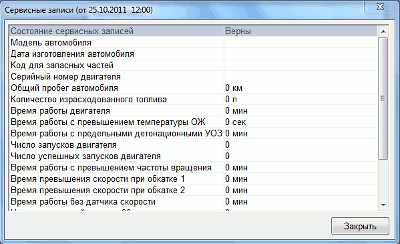 Сервисные записи (от 25.10.2011 12:00)
Состояние сервисных записей Верны
Модель автомобиля
Дата изготовления автомобиля
Код для запасных частей
Серийный номер двигателя
Общий пробег автомобиля 0 км
Количество израсходованного топлива 0 л
Время работы двигателя 0 мин
Время работы с превышением температуры ОЖ 0 сек
Время работы с предельными детонационными УОЗ 0 мин
Число запусков двигателя 0
Число успешных запусков двигателя 0
Время работы с превышением частоты вращения 0 мин
Время превышения скорости при обкатке 1 0 мин
Время превышения скорости при обкатке 2 0 мин
Время работы без датчика скорости 0 мин
Закрыть